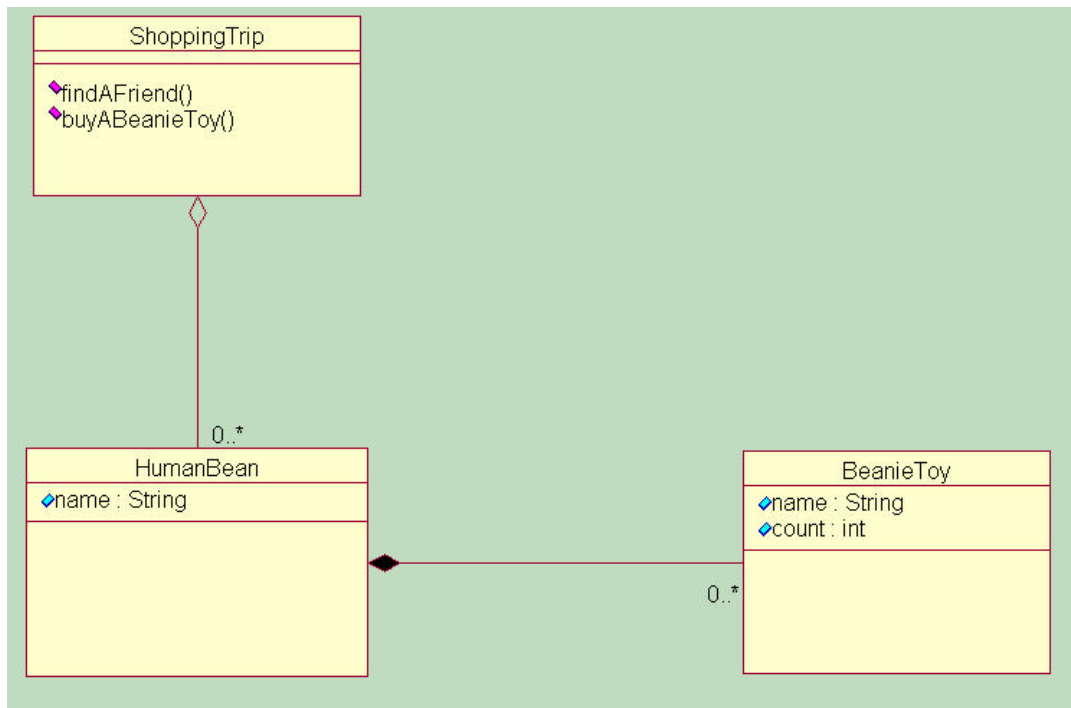 ShoppingTrip
findAFriend()
buyABeanieToy()
0..*
HumanBean
name : String
BeanieToy
name : String
count : int
0..*